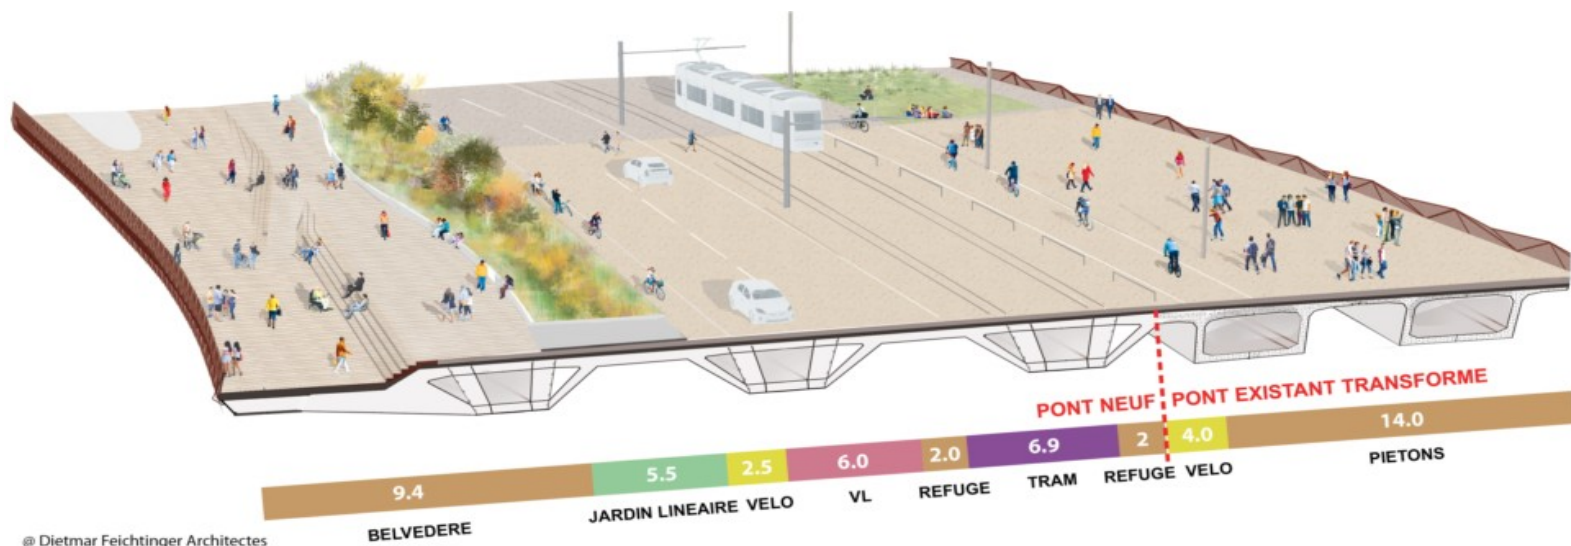 PONT NEUF PONT EXISTANT TRANSFORME
9.4 5.5 2.5 6.0 2.0 6.9 2 4.0 14.0
BELVEDERE JARDIN LINEAIRE VELO VL REFUGE TRAM REFUGE VELO PIETONS
@ Dietmar Feichtinger Architectes